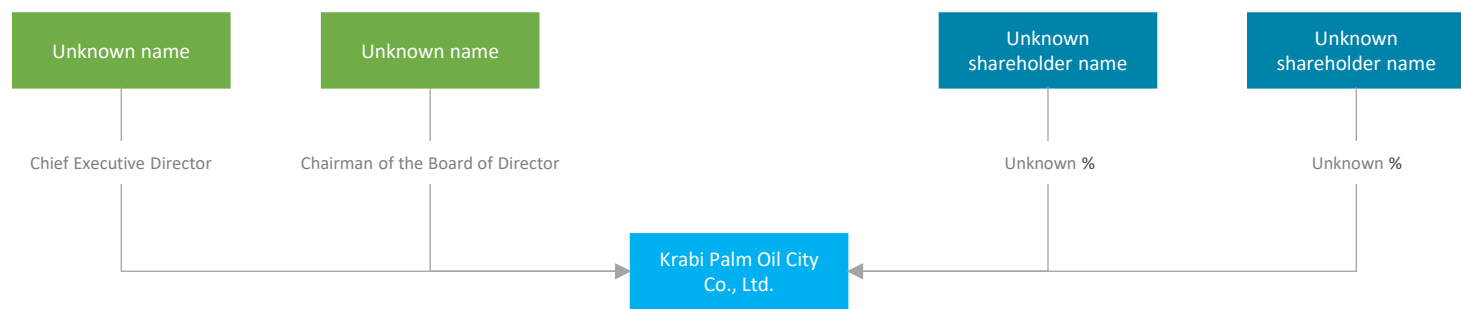 Unknown name
Unknown name
Unknown
shareholder name
Unknown
shareholder name
Chief Executive Director
Chairman of the Board of Director
Unknown %
Unknown %
Krabi Palm Oil City
Co., Ltd.